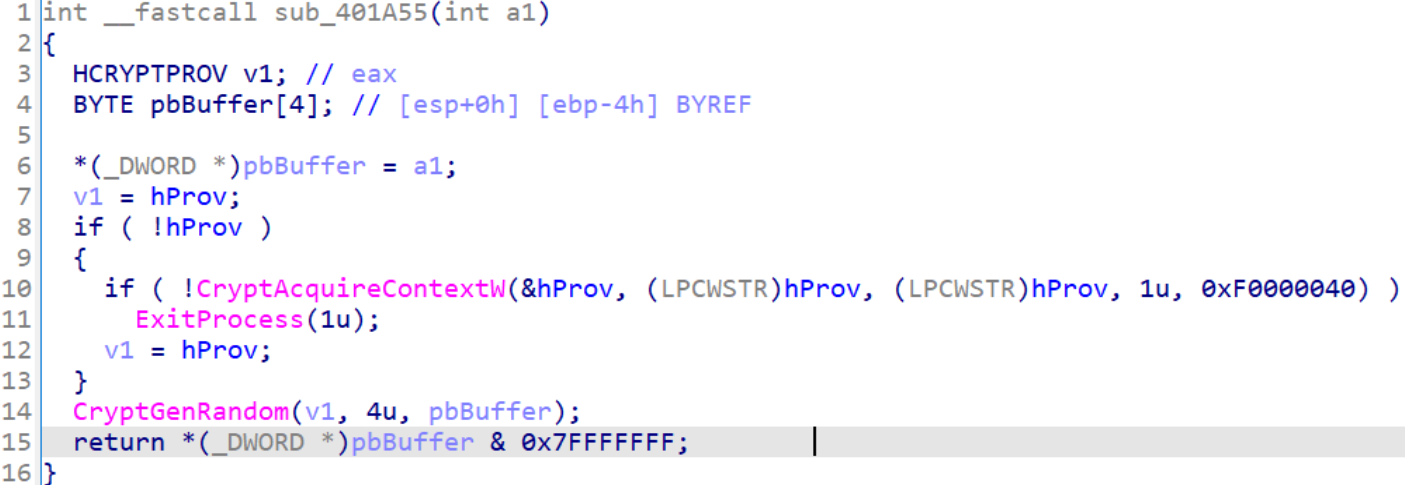 1 int __fastcall sub_401A55(int a1)
2 {
3   HCRYPTPROV v1; // eax
4   BYTE pbBuffer[4]; // [esp+0h] [ebp-4h] BYREF
5
6   *(_DWORD *)pbBuffer = a1;
7   v1 = hProv;
8   if ( !hProv )
9   {
10     if ( !CryptAcquireContextW(&hProv, (LPCWSTR)hProv, (LPCWSTR)hProv, 1u, 0xF0000040) )
11       ExitProcess(1u);
12     v1 = hProv;
13   }
14   CryptGenRandom(v1, 4u, pbBuffer);
15   return *(_DWORD *)pbBuffer & 0x7FFFFFFF;
16 }